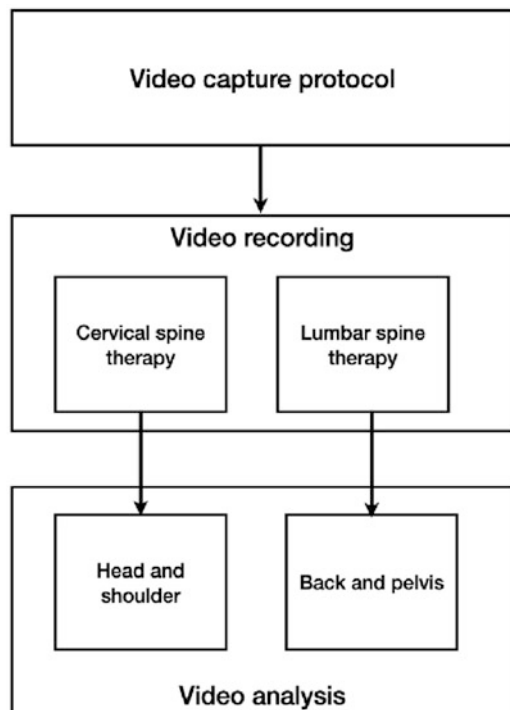 Video capture protocol
Video recording
Cervical spine
therapy
Lumbar spine
therapy
Head and
shoulder
Back and pelvis
Video analysis